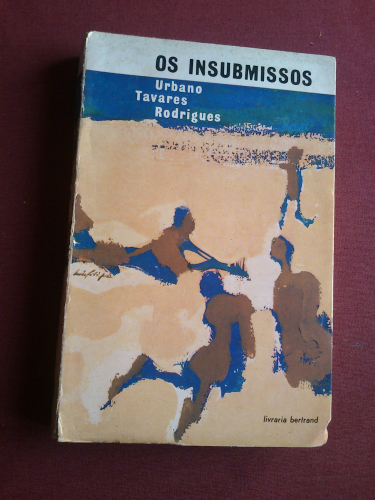 OS INSUBMISSOS
Urbano
Tavares
Rodrigues
livraria bertrand